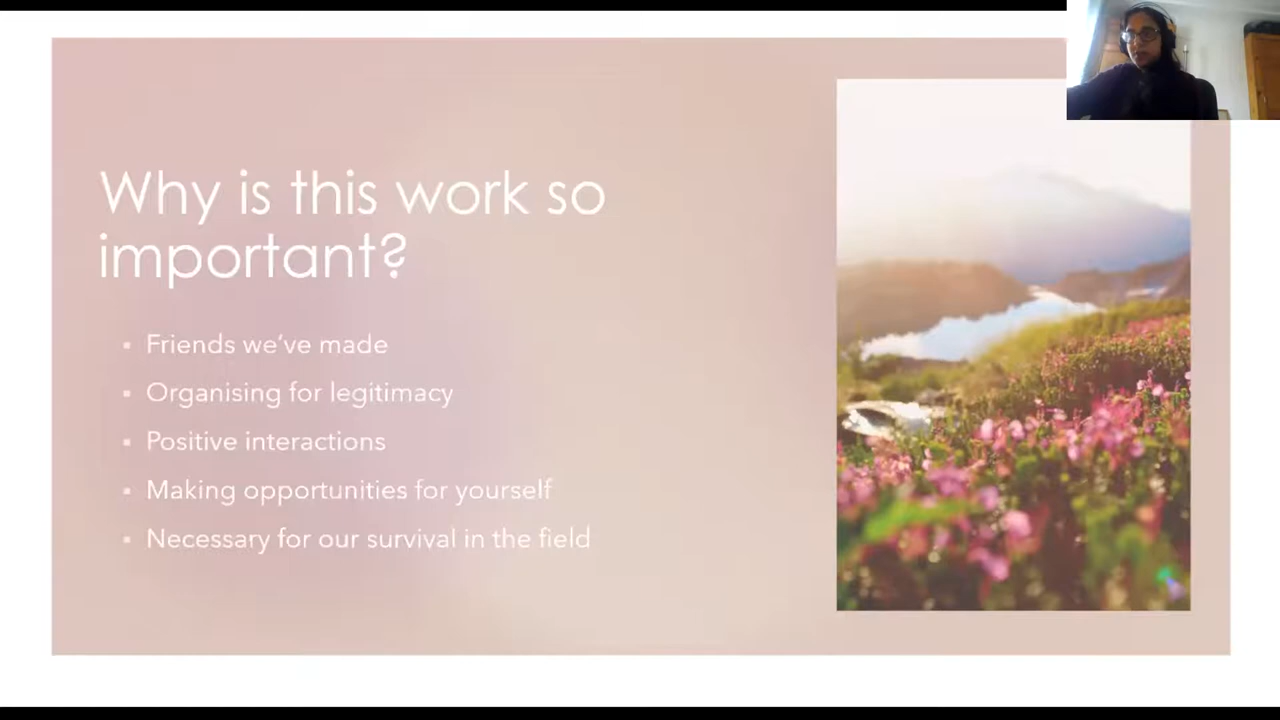 Why is this work so
important?
Friends we've made
Organising for legitimacy
Positive interactions
Making opportunities for yourself
Necessary for our survival in the field